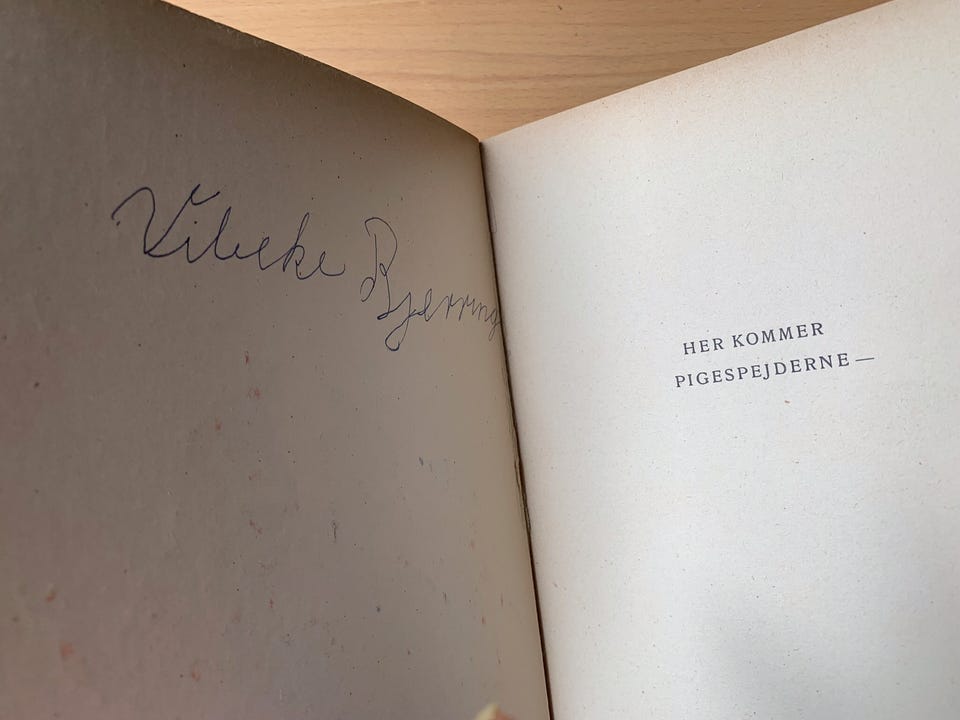 Vibeke Bjerring
HER KOMMER
PIGESPEJDERNE —